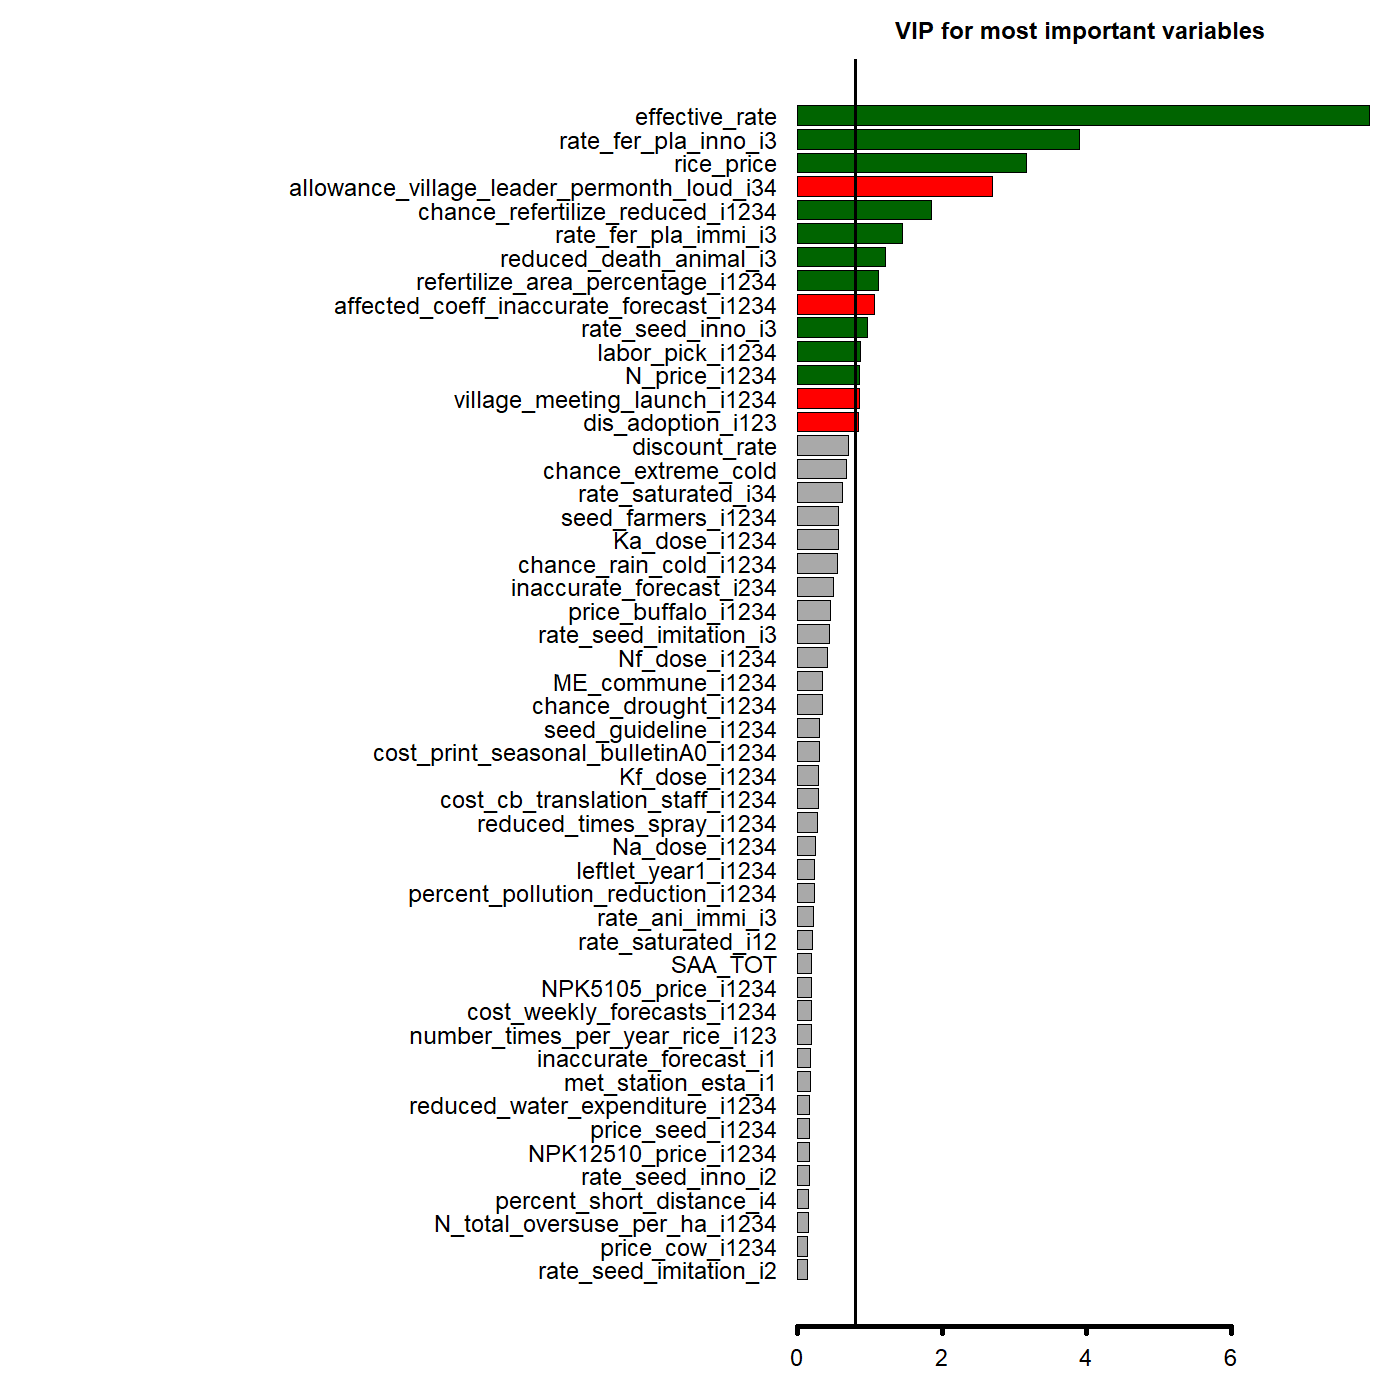 VIP for most important variables
effective_rate
rate_fer_pla_inno_i3
rice_price
allowance_village_leader_permonth_loud_i34
chance_refertilize_reduced_i1234
rate_fer_pla_immi_i3
reduced_death_animal_i3
refertilize_area_percentage_i1234
affected_coeff_inaccurate_forecast_i1234
rate_seed_inno_i3
labor_pick_i1234
N_price_i1234
village_meeting_launch_i1234
dis_adoption_i123
discount_rate
chance_extreme_cold
rate_saturated_i34
seed_farmers_i1234
Ka_dose_i1234
chance_rain_cold_i1234
inaccurate_forecast_i234
price_buffalo_i1234
rate_seed_imitation_i3
Nf_dose_i1234
ME_commune_i1234
chance_drought_i1234
seed_guideline_i1234
cost_print_seasonal_bulletinA0_i1234
Kf_dose_i1234
cost_cb_translation_staff_i1234
reduced_times_spray_i1234
Na_dose_i1234
leftlet_year1_i1234
percent_pollution_reduction_i1234
rate_ani_immi_i3
rate_saturated_i12
SAA_TOT
NPK5105_price_i1234
cost_weekly_forecasts_i1234
number_times_per_year_rice_i123
inaccurate_forecast_i1
met_station_esta_i1
reduced_water_expenditure_i1234
price_seed_i1234
NPK12510_price_i1234
rate_seed_inno_i2
percent_short_distance_i4
N_total_oversuse_per_ha_i1234
price_cow_i1234
rate_seed_imitation_i2
0 2 4 6